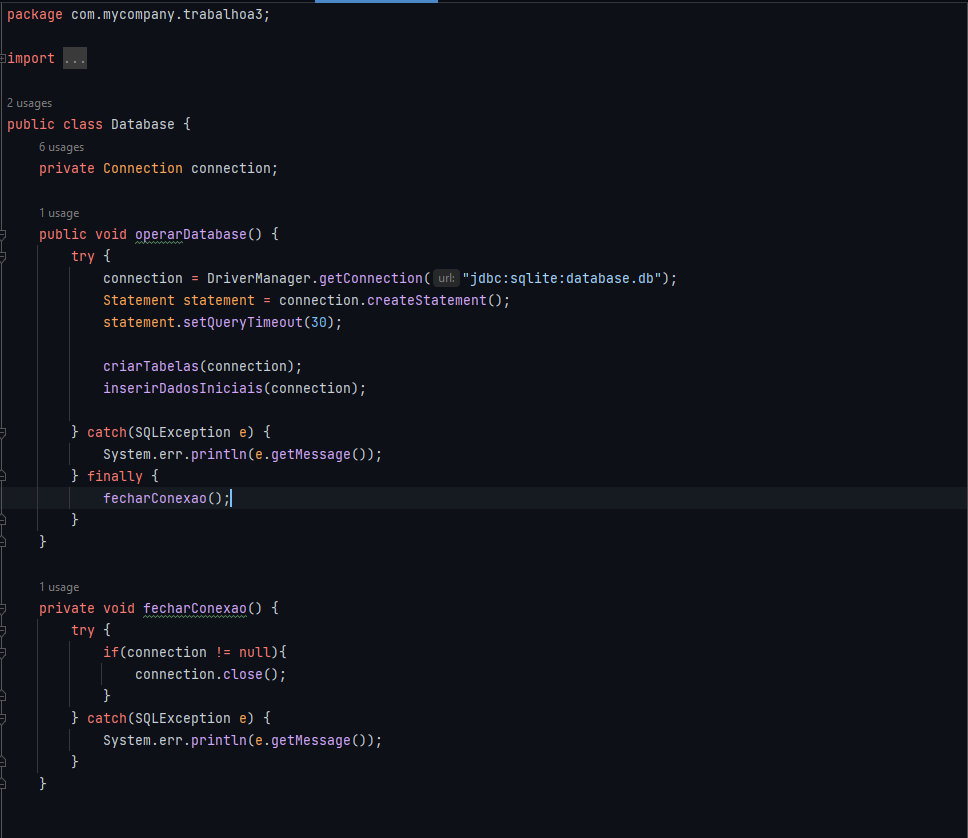 package com.mycompany.trabalhoa3;
import ...
2 usages
public class Database {
6 usages
private Connection connection;
1 usage
public void operarDatabase() {
try {
connection = DriverManager.getConnection( url: "jdbc:sqlite:database.db");
Statement statement = connection.createStatement();
statement.setQueryTimeout(30);
criarTabelas(connection);
inserirDadosIniciais(connection);
} catch(SQLException e) {
System.err.println(e.getMessage());
} finally {
fecharConexao();
}
}
1 usage
private void fecharConexao() {
try {
if(connection != null){
connection.close();
}
} catch(SQLException e) {
System.err.println(e.getMessage());
}
}